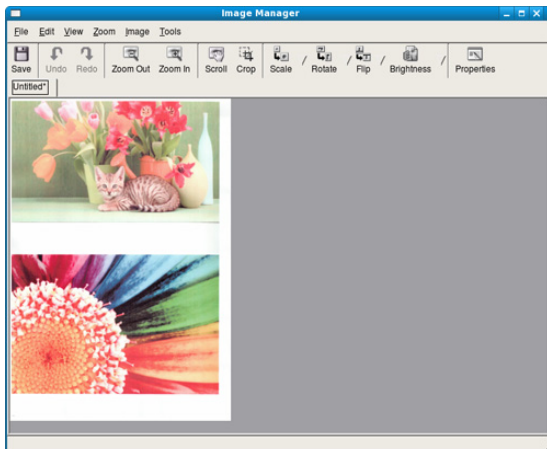 Image Manager
File Edit View Zoom Image Tools
Save Undo Redo Zoom Out Zoom In Scroll Crop Scale / Rotate / Flip / Brightness / Properties
Untitled*